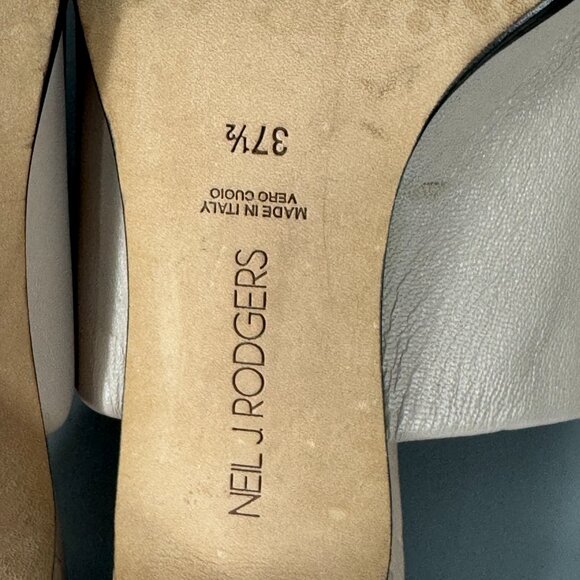 37½
MADE IN ITALY
VERO CUOIO
NEIL J. RODGERS